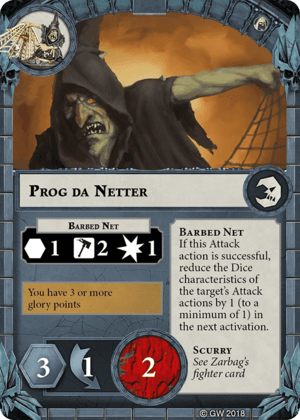 PROG DA NETTER
BARBED NET
1 2 1
You have 3 or more
glory points
BARBED NET
If this Attack
action is successful,
reduce the Dice
characteristics of
the target's Attack
actions by 1 (to a
minimum of 1) in
the next activation.
SCURRY
See Zarbag's
fighter card
3 1 2
© GW 2018